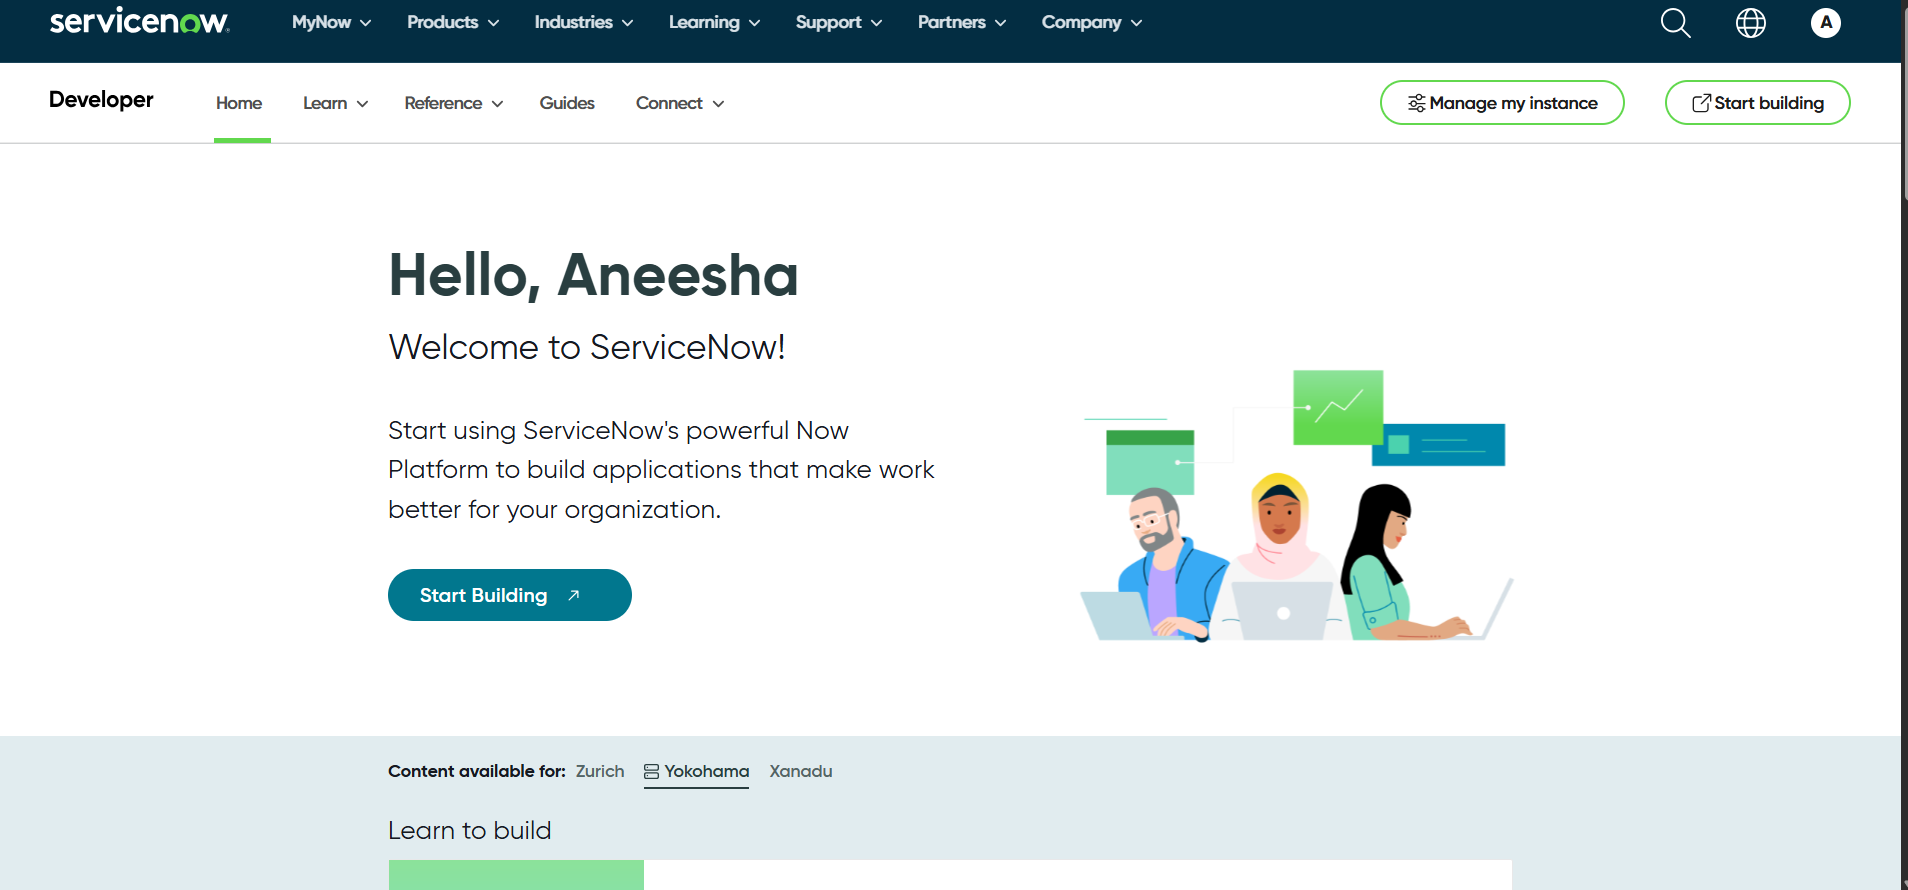 servicenow
MyNow Products Industries Learning Support Partners Company
A
Developer
Home Learn Reference Guides Connect
Manage my instance Start building
Hello, Aneesha
Welcome to ServiceNow!
Start using ServiceNow's powerful Now
Platform to build applications that make work
better for your organization.
Start Building
Content available for: Zurich Yokohama Xanadu
Learn to build